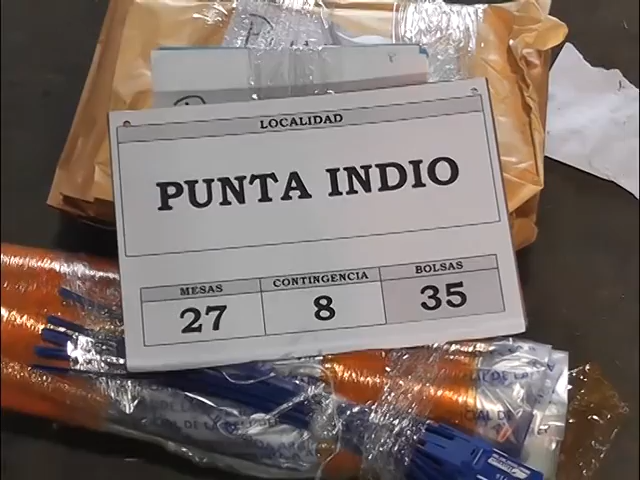 LOCALIDAD
PUNTA INDIO
MESAS CONTINGENCIA BOLSAS
27 8 35